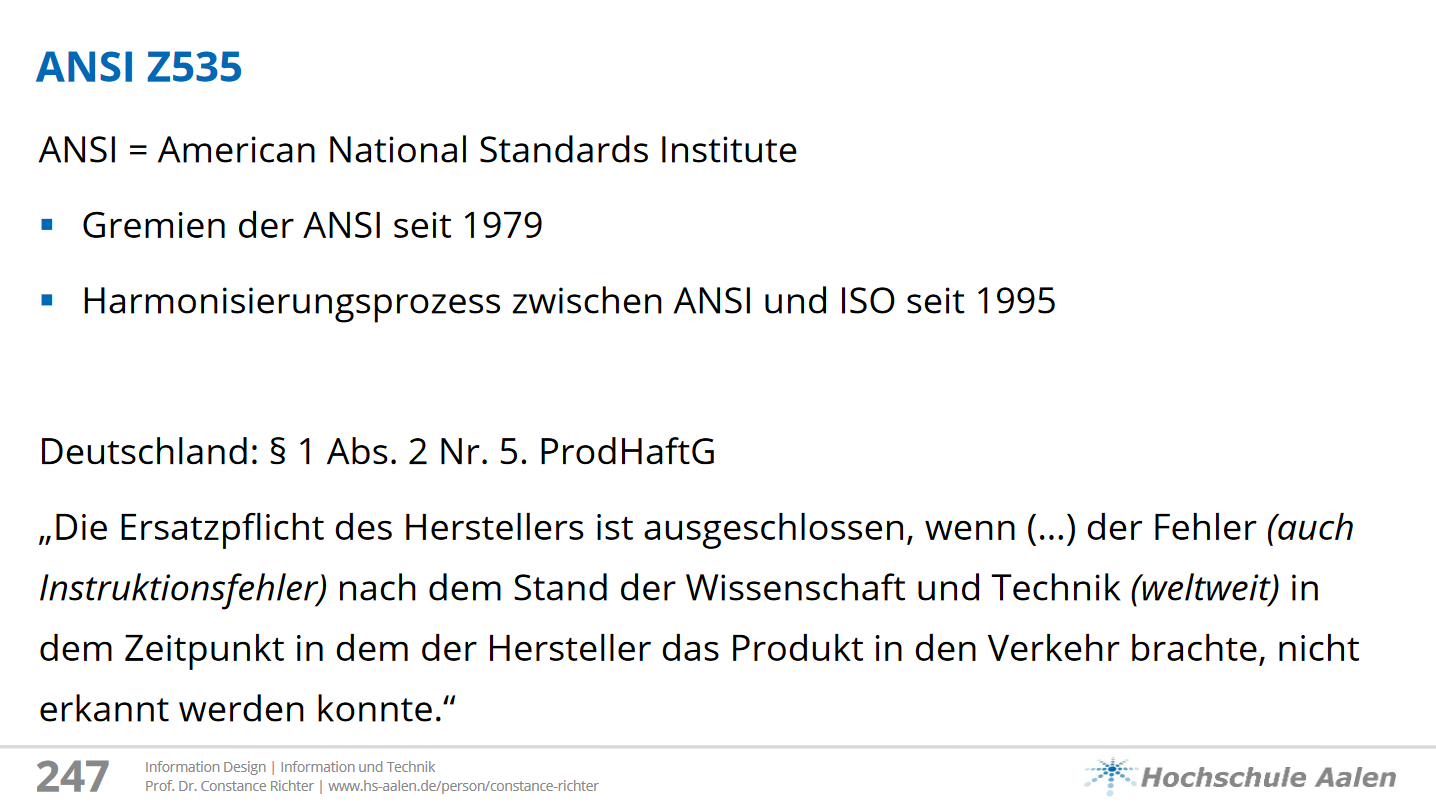 ANSI Z535
ANSI = American National Standards Institute
▪ Gremien der ANSI seit 1979
▪ Harmonisierungsprozess zwischen ANSI und ISO seit 1995
Deutschland: § 1 Abs. 2 Nr. 5. ProdHaftG
„Die Ersatzpflicht des Herstellers ist ausgeschlossen, wenn (…) der Fehler (auch
Instruktionsfehler) nach dem Stand der Wissenschaft und Technik (weltweit) in
dem Zeitpunkt in dem der Hersteller das Produkt in den Verkehr brachte, nicht
erkannt werden konnte.“
247
Information Design | Information und Technik
Prof. Dr. Constance Richter | www.hs-aalen.de/person/constance-richter
Hochschule Aalen